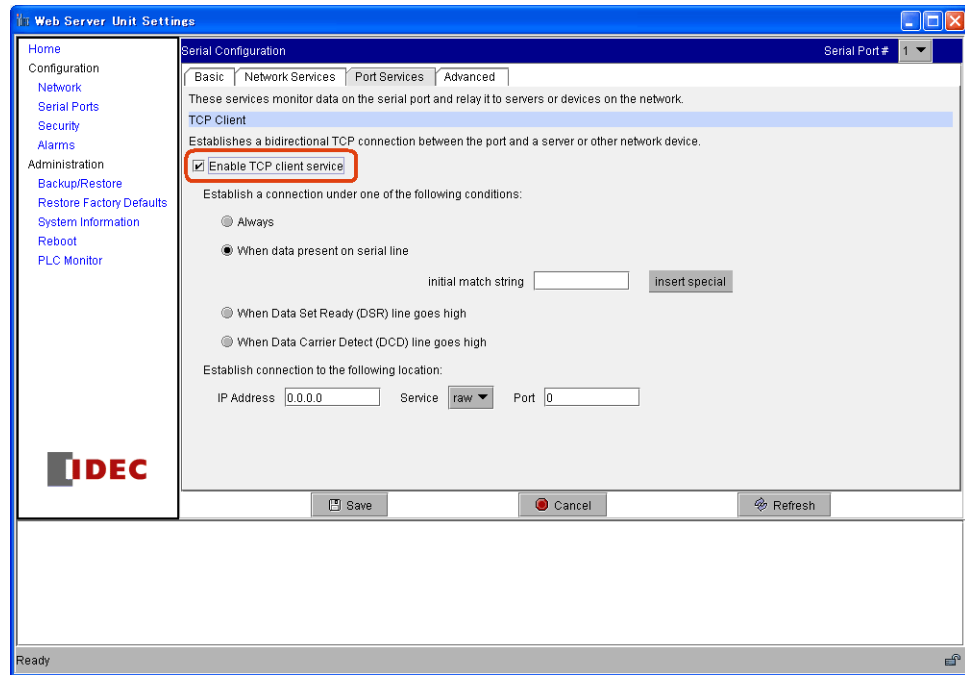 Web Server Unit Settings
Home
Configuration
Network
Serial Ports
Security
Alarms
Administration
Backup/Restore
Restore Factory Defaults
System Information
Reboot
PLC Monitor
IDEC
Serial Configuration Serial Port# 1
Basic Network Services Port Services Advanced
These services monitor data on the serial port and relay it to servers or devices on the network.
TCP Client
Establishes a bidirectional TCP connection between the port and a server or other network device.
Enable TCP client service
Establish a connection under one of the following conditions:
Always
When data present on serial line
initial match string insert special
When Data Set Ready (DSR) line goes high
When Data Carrier Detect (DCD) line goes high
Establish connection to the following location:
IP Address 0.0.0.0 Service raw Port 0
Save Cancel Refresh
Ready